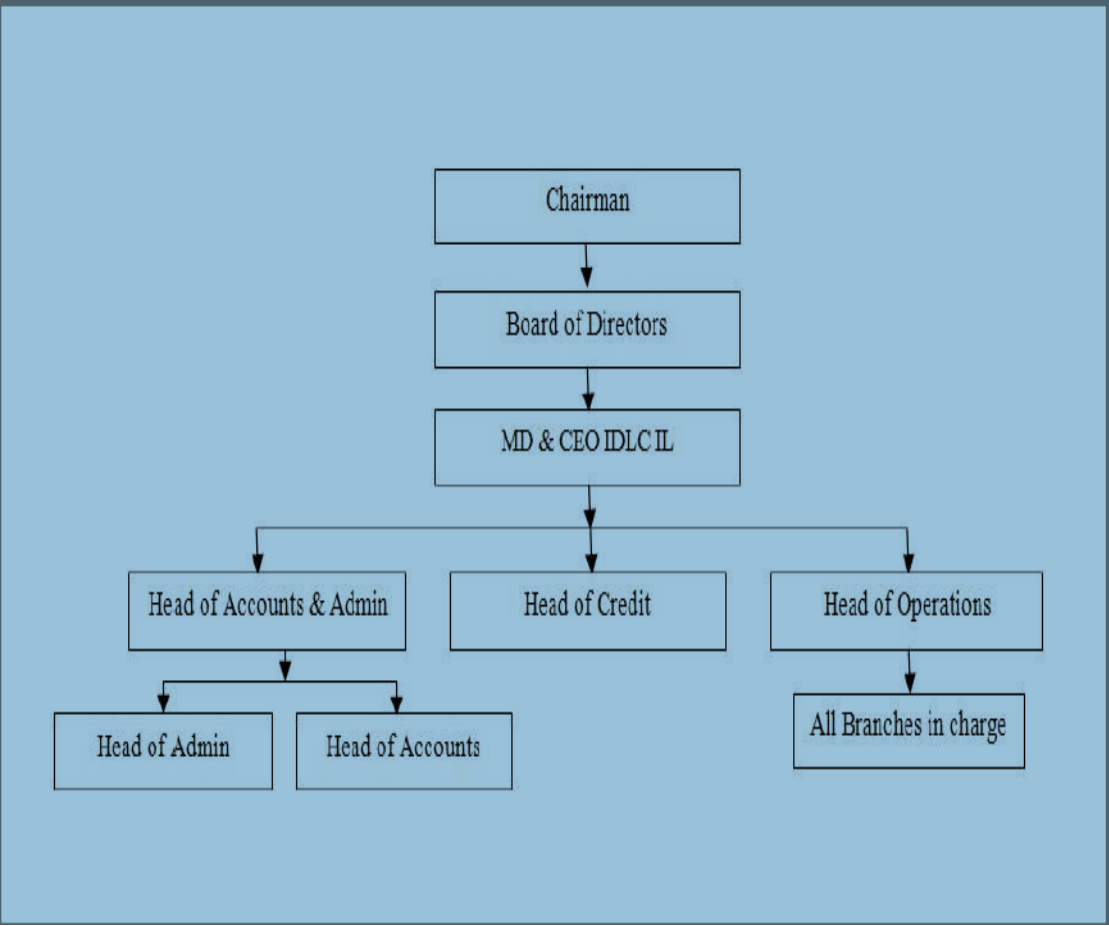 Chairman
Board of Directors
MD & CEO IDLC IL
Head of Accounts & Admin
Head of Credit
Head of Operations
Head of Admin
Head of Accounts
All Branches in charge